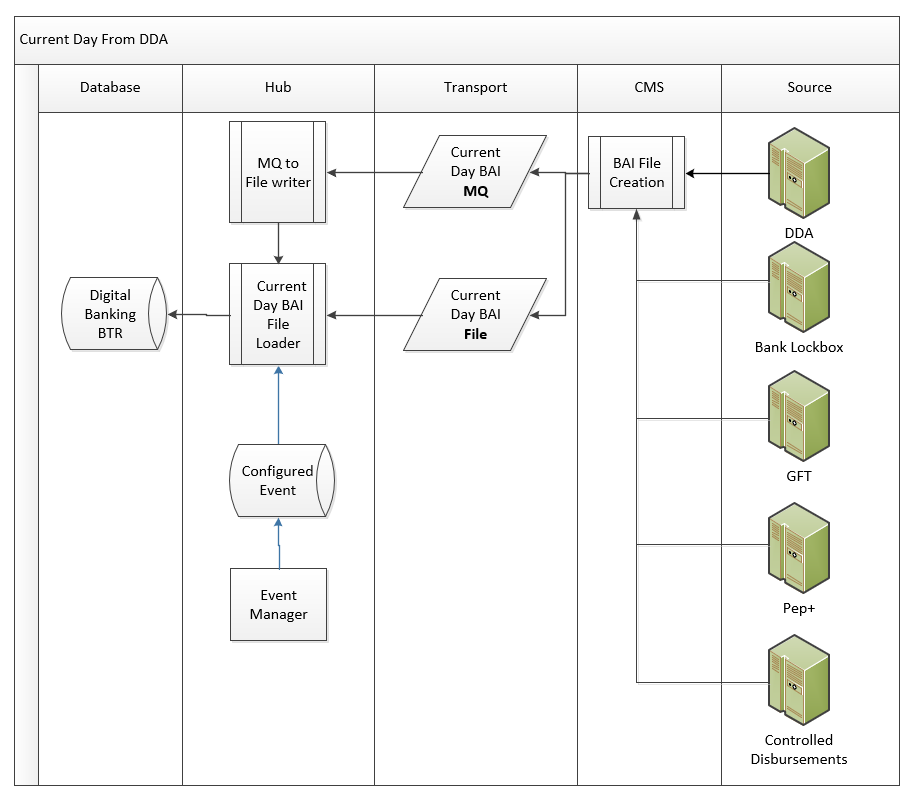 Current Day From DDA
Database
Hub
Transport
CMS
Source
MQ to
File writer
Current
Day BAI
MQ
BAI File
Creation
DDA
Digital
Banking
BTR
Current
Day BAI
File
Loader
Current
Day BAI
File
Bank Lockbox
Configured
Event
GFT
Event
Manager
Pep+
Controlled
Disbursements